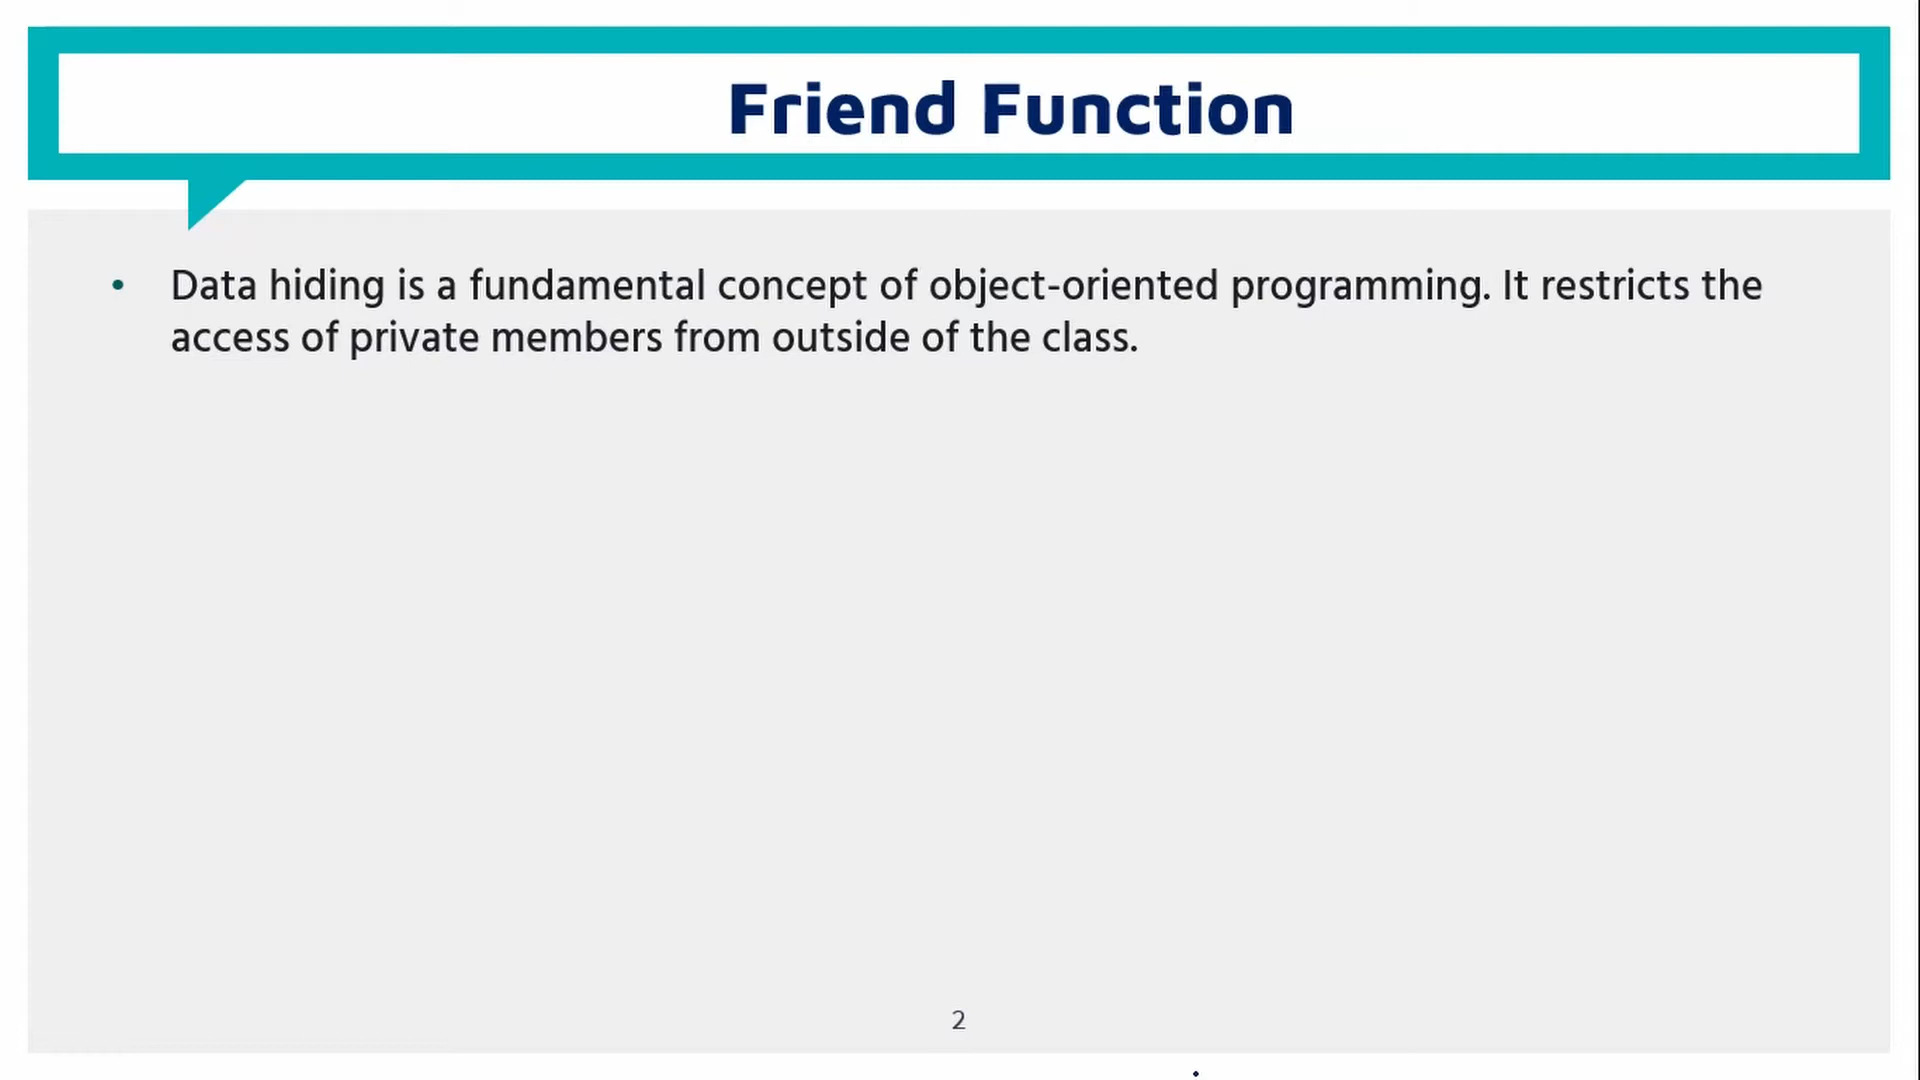 Friend Function
• Data hiding is a fundamental concept of object-oriented programming. It restricts the
access of private members from outside of the class.
2